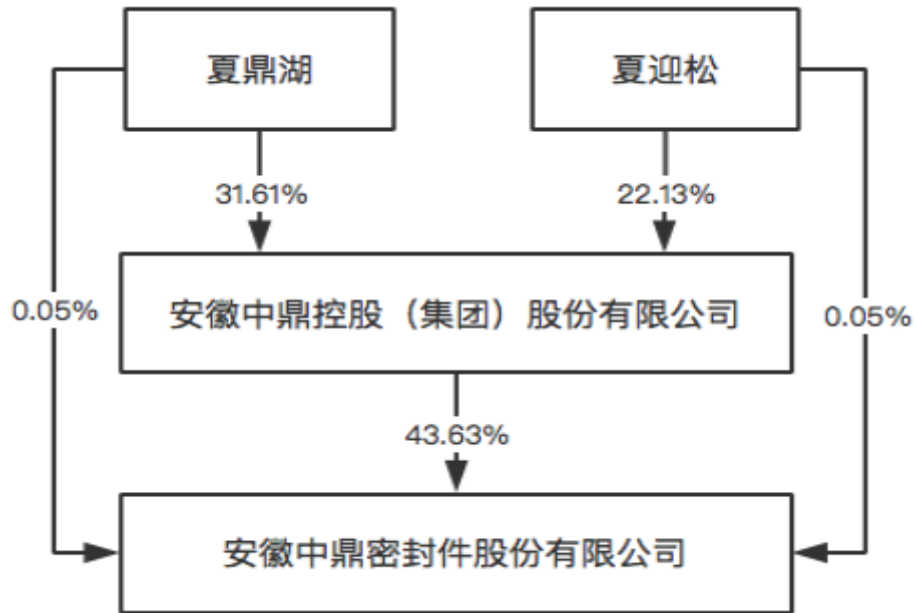 夏鼎湖
夏迎松
31.61%
22.13%
0.05%
安徽中鼎控股（集团）股份有限公司
0.05%
43.63%
安徽中鼎密封件股份有限公司